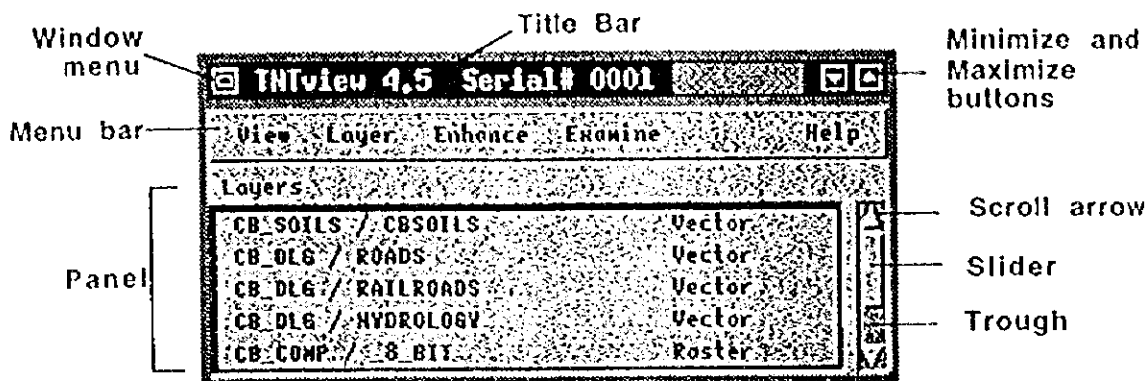 Title Bar
Window menu
Minimize and Maximize buttons
TNTview 4.5 Serial# 0001
Menu bar
View Layer Enhance Examine Help
Layers
Panel
CB_SOILS / CBSOILS Vector
CB_DLG / ROADS Vector
CB_DLG / RAILROADS Vector
CB_DLG / HYDROLOGY Vector
CB_COMP / _8_BIT Raster
Scroll arrow
Slider
Trough